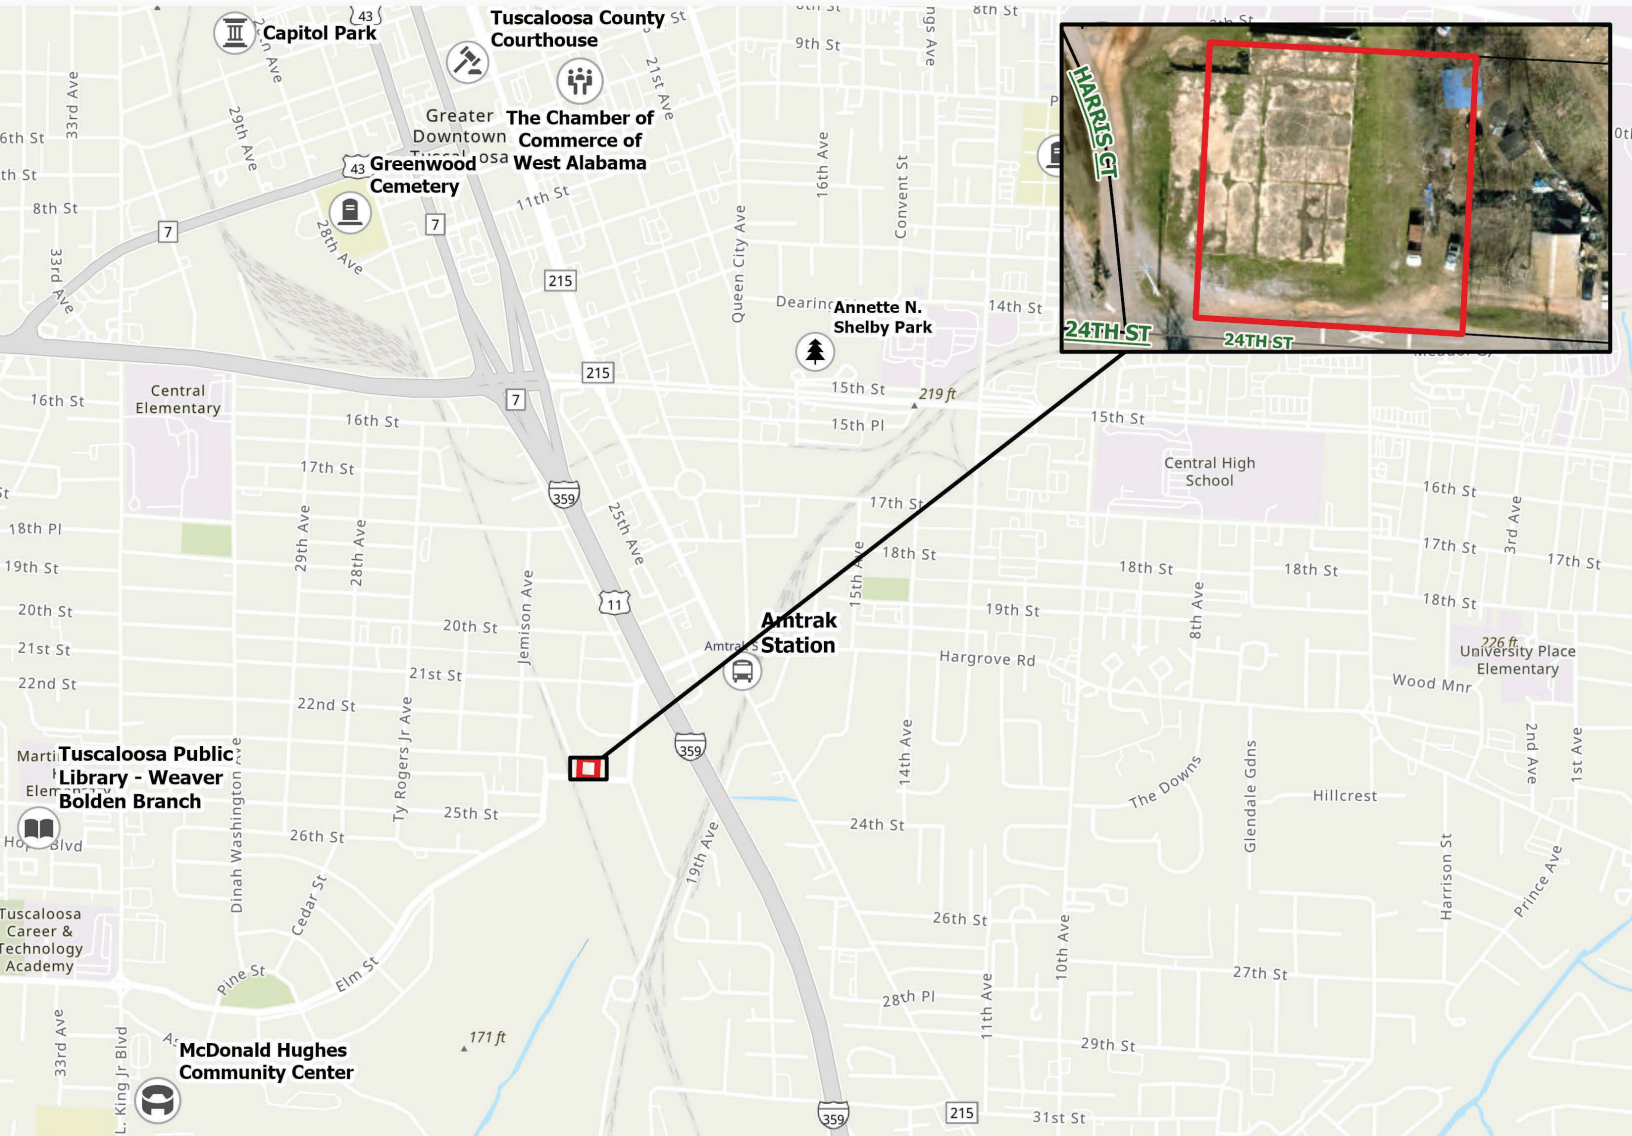 43
Capitol Park
Tuscaloosa County
Courthouse
St
9th St
8th St
The Chamber of
Commerce of
West Alabama
Greater
Downtown
21st Ave
29th Ave
33rd Ave
6th St
th St
8th St
43
Greenwood
Cemetery
28th Ave
11th St
7
7
33rd Ave
16th Ave
Convent St
Queen City Ave
215
Dearing
14th St
Annette N.
Shelby Park
HARRIS CT
24TH ST
24TH ST
215
7
15th St
15th Pl
219 ft
15th St
Central
Elementary
16th St
16th St
17th St
Central High
School
16th St
3rd Ave
359
25th Ave
17th St
18th Pl
29th Ave
28th Ave
19th St
18th St
15th Ave
18th St
18th St
17th St
17th St
18th St
8th Ave
19th St
20th St
11
20th St
Jemison Ave
Amtrak
Station
21st St
22nd St
21st St
22nd St
Hargrove Rd
226 ft
University Place
Elementary
Wood Mnr
Ty Rogers Jr Ave
Tuscaloosa Public
Library - Weaver
Bolden Branch
Blvd
Dinah Washington Ave
359
14th Ave
The Downs
Glendale Gdns
Hillcrest
2nd Ave
1st Ave
25th St
26th St
24th St
19th Ave
Cedar St
Harrison St
Prince Ave
Tuscaloosa
Career &
Technology
Academy
Pine St
Elm St
26th St
10th Ave
27th St
28th Pl
11th Ave
29th St
171 ft
33rd Ave
L. King Jr Blvd
McDonald Hughes
Community Center
359
215
31st St